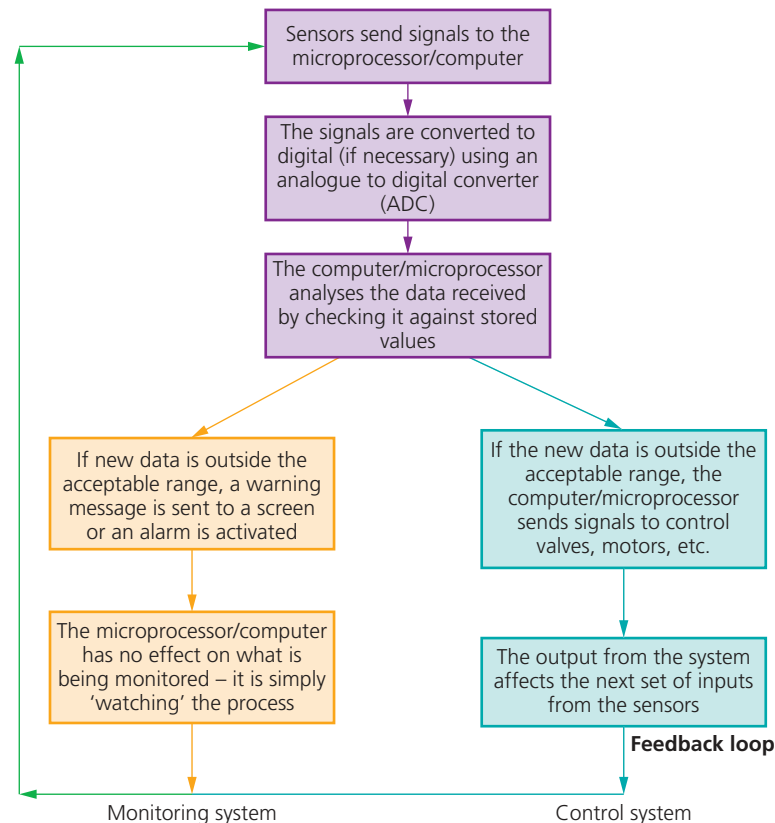 Sensors send signals to the
microprocessor/computer
The signals are converted to
digital (if necessary) using an
analogue to digital converter
(ADC)
The computer/microprocessor
analyses the data received
by checking it against stored
values
If new data is outside the
acceptable range, a warning
message is sent to a screen
or an alarm is activated
The microprocessor/computer
has no effect on what is
being monitored – it is simply
‘watching’ the process
If the new data is outside the
acceptable range, the
computer/microprocessor
sends signals to control
valves, motors, etc.
The output from the system
affects the next set of inputs
from the sensors
Feedback loop
Monitoring system
Control system